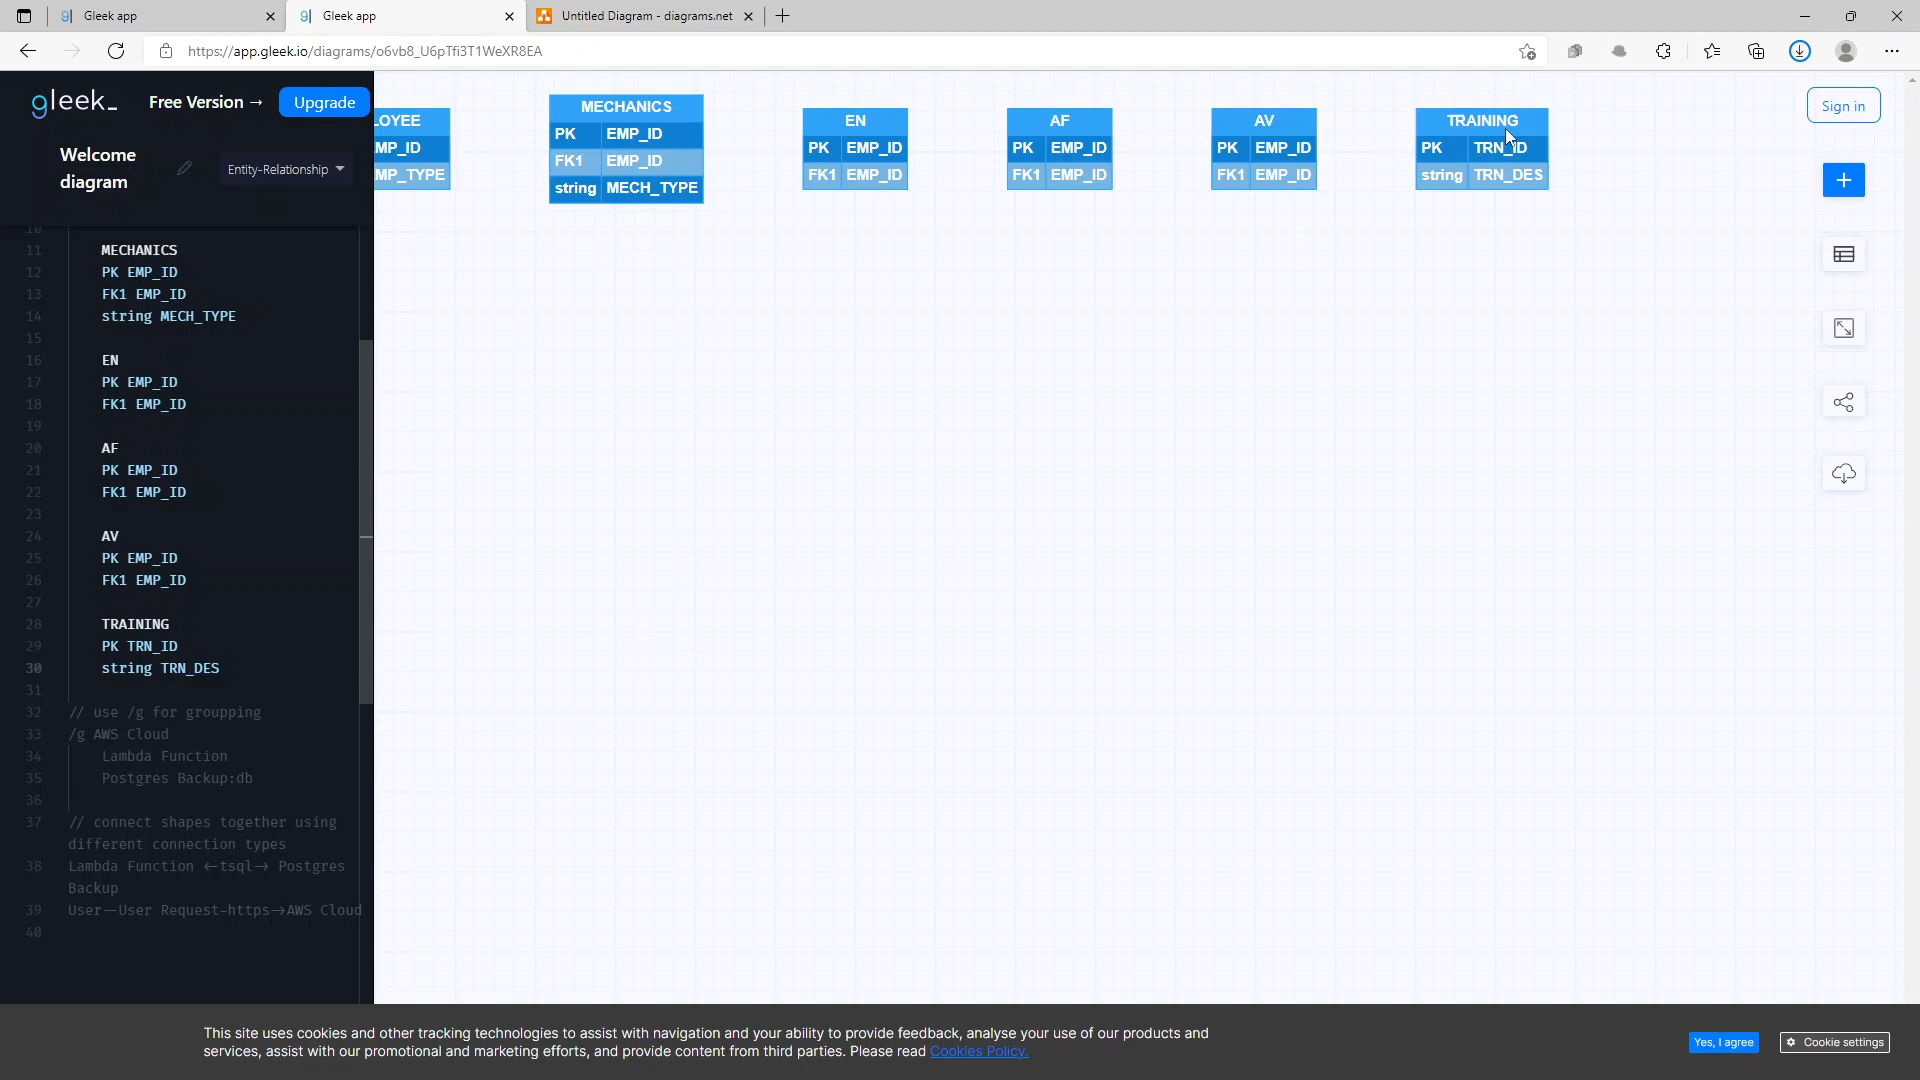 Gleek app
Gleek app
Untitled Diagram - diagrams.net
https://app.gleek.io/diagrams/o6vb8_U6pTfi3T1WeXR8EA
gleek_
Free Version →
Upgrade
Welcome
diagram
Entity-Relationship
Sign in
10
11 MECHANICS
12 PK EMP_ID
13 FK1 EMP_ID
14 string MECH_TYPE
15
16 EN
17 PK EMP_ID
18 FK1 EMP_ID
19
20 AF
21 PK EMP_ID
22 FK1 EMP_ID
23
24 AV
25 PK EMP_ID
26 FK1 EMP_ID
27
28 TRAINING
29 PK TRN_ID
30 string TRN_DES
31
32 // use /g for groupping
33 /g AWS Cloud
34 Lambda Function
35 Postgres Backup:db
36
37 // connect shapes together using
different connection types
38 Lambda Function <-tsql-> Postgres
Backup
39 User--User Request-https->AWS Cloud
40
LOYEE
MP_ID
MP_TYPE
MECHANICS
PK EMP_ID
FK1 EMP_ID
string MECH_TYPE
EN
PK EMP_ID
FK1 EMP_ID
AF
PK EMP_ID
FK1 EMP_ID
AV
PK EMP_ID
FK1 EMP_ID
TRAINING
PK TRN_ID
string TRN_DES
This site uses cookies and other tracking technologies to assist with navigation and your ability to provide feedback, analyse your use of our products and
services, assist with our promotional and marketing efforts, and provide content from third parties. Please read Cookies Policy.
Yes, I agree
Cookie settings